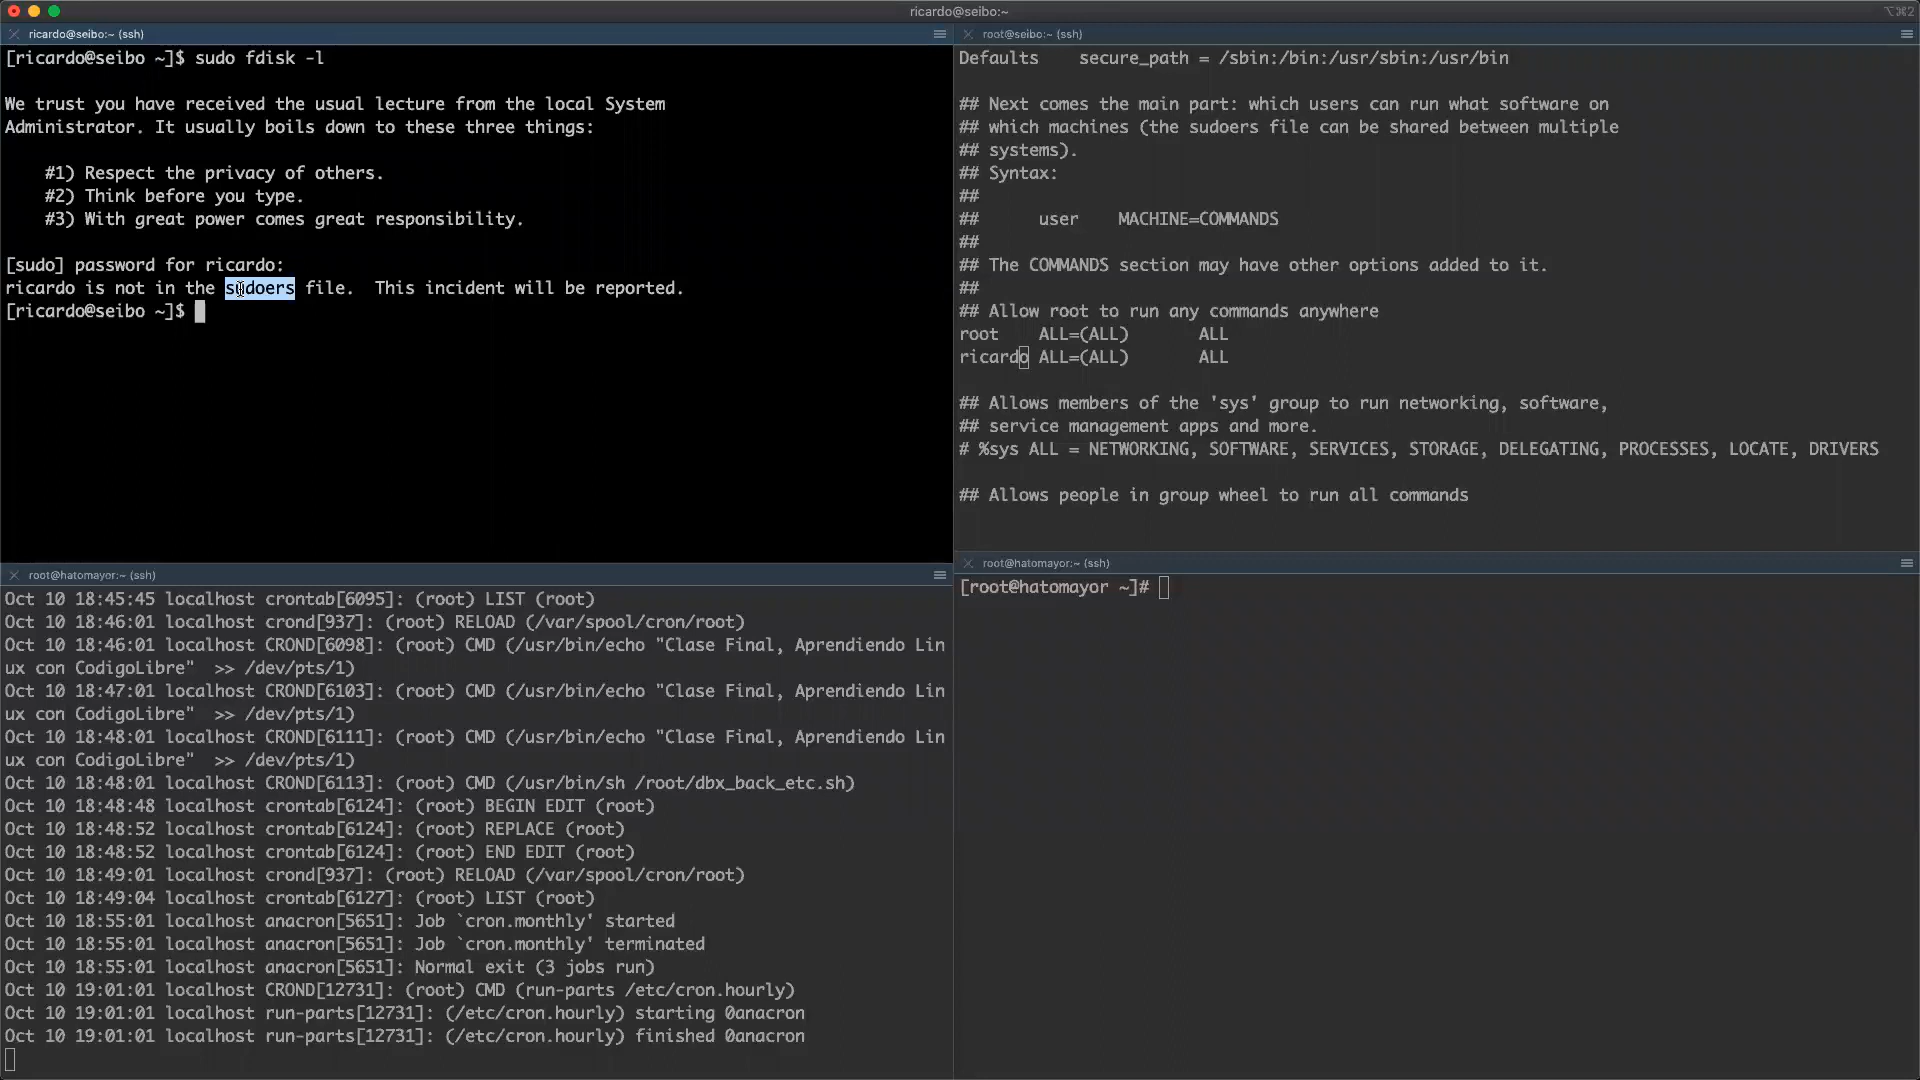 ricardo@seibo:~
⌥⌘2
ricardo@seibo:~ (ssh)
[ricardo@seibo ~]$ sudo fdisk -l
We trust you have received the usual lecture from the local System
Administrator. It usually boils down to these three things:
#1) Respect the privacy of others.
#2) Think before you type.
#3) With great power comes great responsibility.
[sudo] password for ricardo:
ricardo is not in the sudoers file.  This incident will be reported.
[ricardo@seibo ~]$
root@seibo:~ (ssh)
Defaults    secure_path = /sbin:/bin:/usr/sbin:/usr/bin
## Next comes the main part: which users can run what software on
## which machines (the sudoers file can be shared between multiple
## systems).
## Syntax:
##
##      user    MACHINE=COMMANDS
##
## The COMMANDS section may have other options added to it.
##
## Allow root to run any commands anywhere
root    ALL=(ALL)       ALL
ricardo ALL=(ALL)       ALL
## Allows members of the 'sys' group to run networking, software,
## service management apps and more.
# %sys ALL = NETWORKING, SOFTWARE, SERVICES, STORAGE, DELEGATING, PROCESSES, LOCATE, DRIVERS
## Allows people in group wheel to run all commands
root@hatomayor:~ (ssh)
Oct 10 18:45:45 localhost crontab[6095]: (root) LIST (root)
Oct 10 18:46:01 localhost crond[937]: (root) RELOAD (/var/spool/cron/root)
Oct 10 18:46:01 localhost CROND[6098]: (root) CMD (/usr/bin/echo "Clase Final, Aprendiendo Lin
ux con CodigoLibre"  >> /dev/pts/1)
Oct 10 18:47:01 localhost CROND[6103]: (root) CMD (/usr/bin/echo "Clase Final, Aprendiendo Lin
ux con CodigoLibre"  >> /dev/pts/1)
Oct 10 18:48:01 localhost CROND[6111]: (root) CMD (/usr/bin/echo "Clase Final, Aprendiendo Lin
ux con CodigoLibre"  >> /dev/pts/1)
Oct 10 18:48:01 localhost CROND[6113]: (root) CMD (/usr/bin/sh /root/dbx_back_etc.sh)
Oct 10 18:48:48 localhost crontab[6124]: (root) BEGIN EDIT (root)
Oct 10 18:48:52 localhost crontab[6124]: (root) REPLACE (root)
Oct 10 18:48:52 localhost crontab[6124]: (root) END EDIT (root)
Oct 10 18:49:01 localhost crond[937]: (root) RELOAD (/var/spool/cron/root)
Oct 10 18:49:04 localhost crontab[6127]: (root) LIST (root)
Oct 10 18:55:01 localhost anacron[5651]: Job `cron.monthly' started
Oct 10 18:55:01 localhost anacron[5651]: Job `cron.monthly' terminated
Oct 10 18:55:01 localhost anacron[5651]: Normal exit (3 jobs run)
Oct 10 19:01:01 localhost CROND[12731]: (root) CMD (run-parts /etc/cron.hourly)
Oct 10 19:01:01 localhost run-parts[12731]: (/etc/cron.hourly) starting 0anacron
Oct 10 19:01:01 localhost run-parts[12731]: (/etc/cron.hourly) finished 0anacron
root@hatomayor:~ (ssh)
[root@hatomayor ~]#